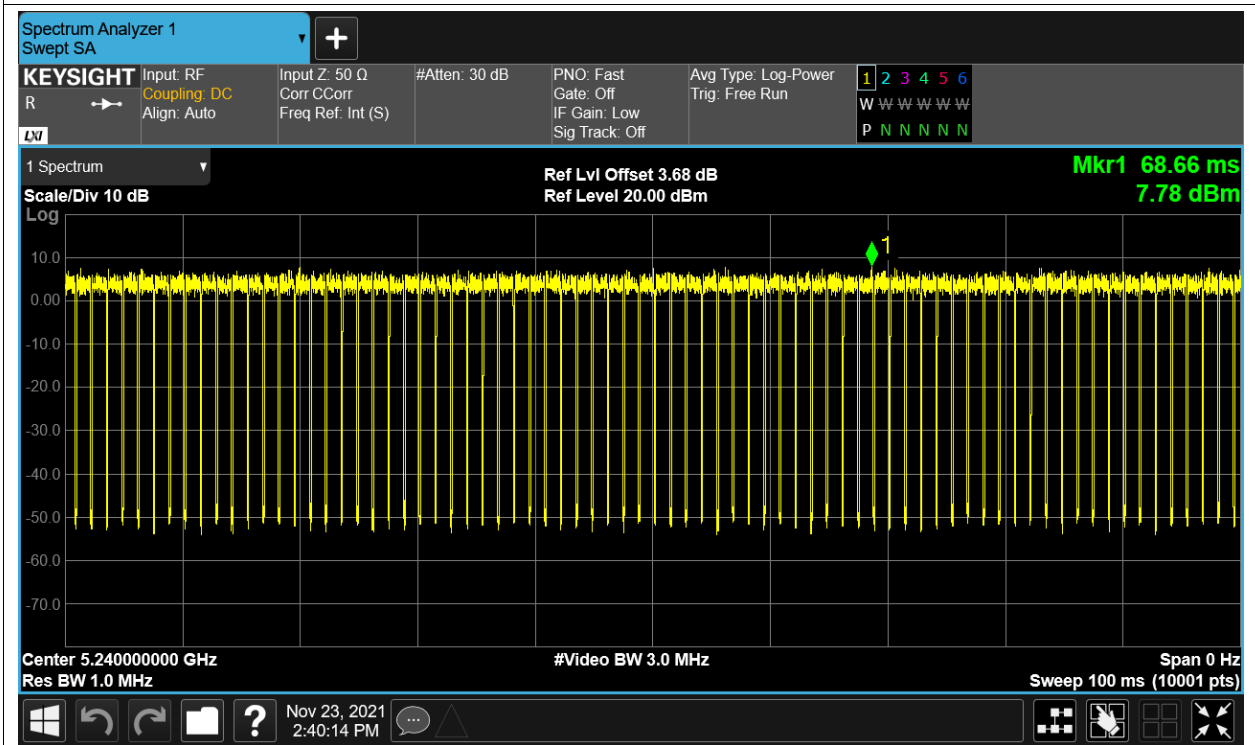 Spectrum Analyzer 1
Swept SA
KEYSIGHT
R
LXI
Input: RF
Coupling: DC
Align: Auto
Input Z: 50 Ω
Corr CCorr
Freq Ref: Int (S)
#Atten: 30 dB
PNO: Fast
Gate: Off
IF Gain: Low
Sig Track: Off
Avg Type: Log-Power
Trig: Free Run
1 2 3 4 5 6
W W W W W W
P N N N N N
1 Spectrum
Scale/Div 10 dB
Log
Ref Lvl Offset 3.68 dB
Ref Level 20.00 dBm
Mkr1 68.66 ms
7.78 dBm
1
10.0
0.00
-10.0
-20.0
-30.0
-40.0
-50.0
-60.0
-70.0
Center 5.240000000 GHz
Res BW 1.0 MHz
#Video BW 3.0 MHz
Span 0 Hz
Sweep 100 ms (10001 pts)
?
Nov 23, 2021
2:40:14 PM